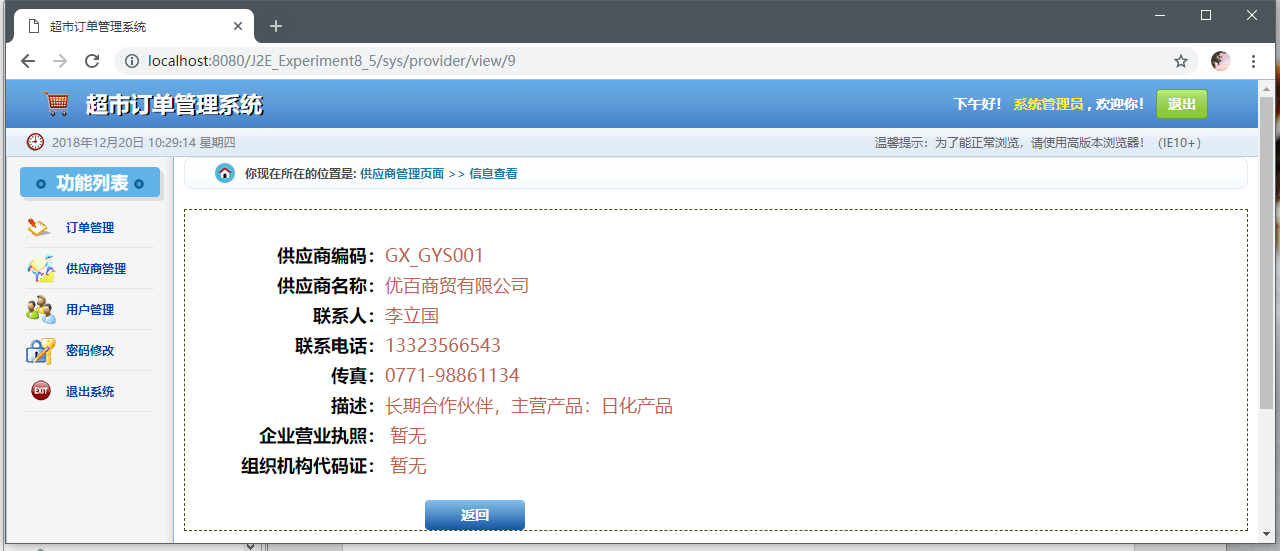 超市订单管理系统
localhost:8080/J2E_Experiment8_5/sys/provider/view/9
超市订单管理系统
下午好！ 系统管理员 , 欢迎你！ 退出
2018年12月20日 10:29:14 星期四
温馨提示：为了能正常浏览，请使用高版本浏览器！（IE10+）
功能列表
订单管理
供应商管理
用户管理
密码修改
EXIT 退出系统
你现在所在的位置是: 供应商管理页面 >> 信息查看
供应商编码：GX_GYS001
供应商名称：优百商贸有限公司
联系人：李立国
联系电话：13323566543
传真：0771-98861134
描述：长期合作伙伴，主营产品：日化产品
企业营业执照： 暂无
组织机构代码证： 暂无
返回